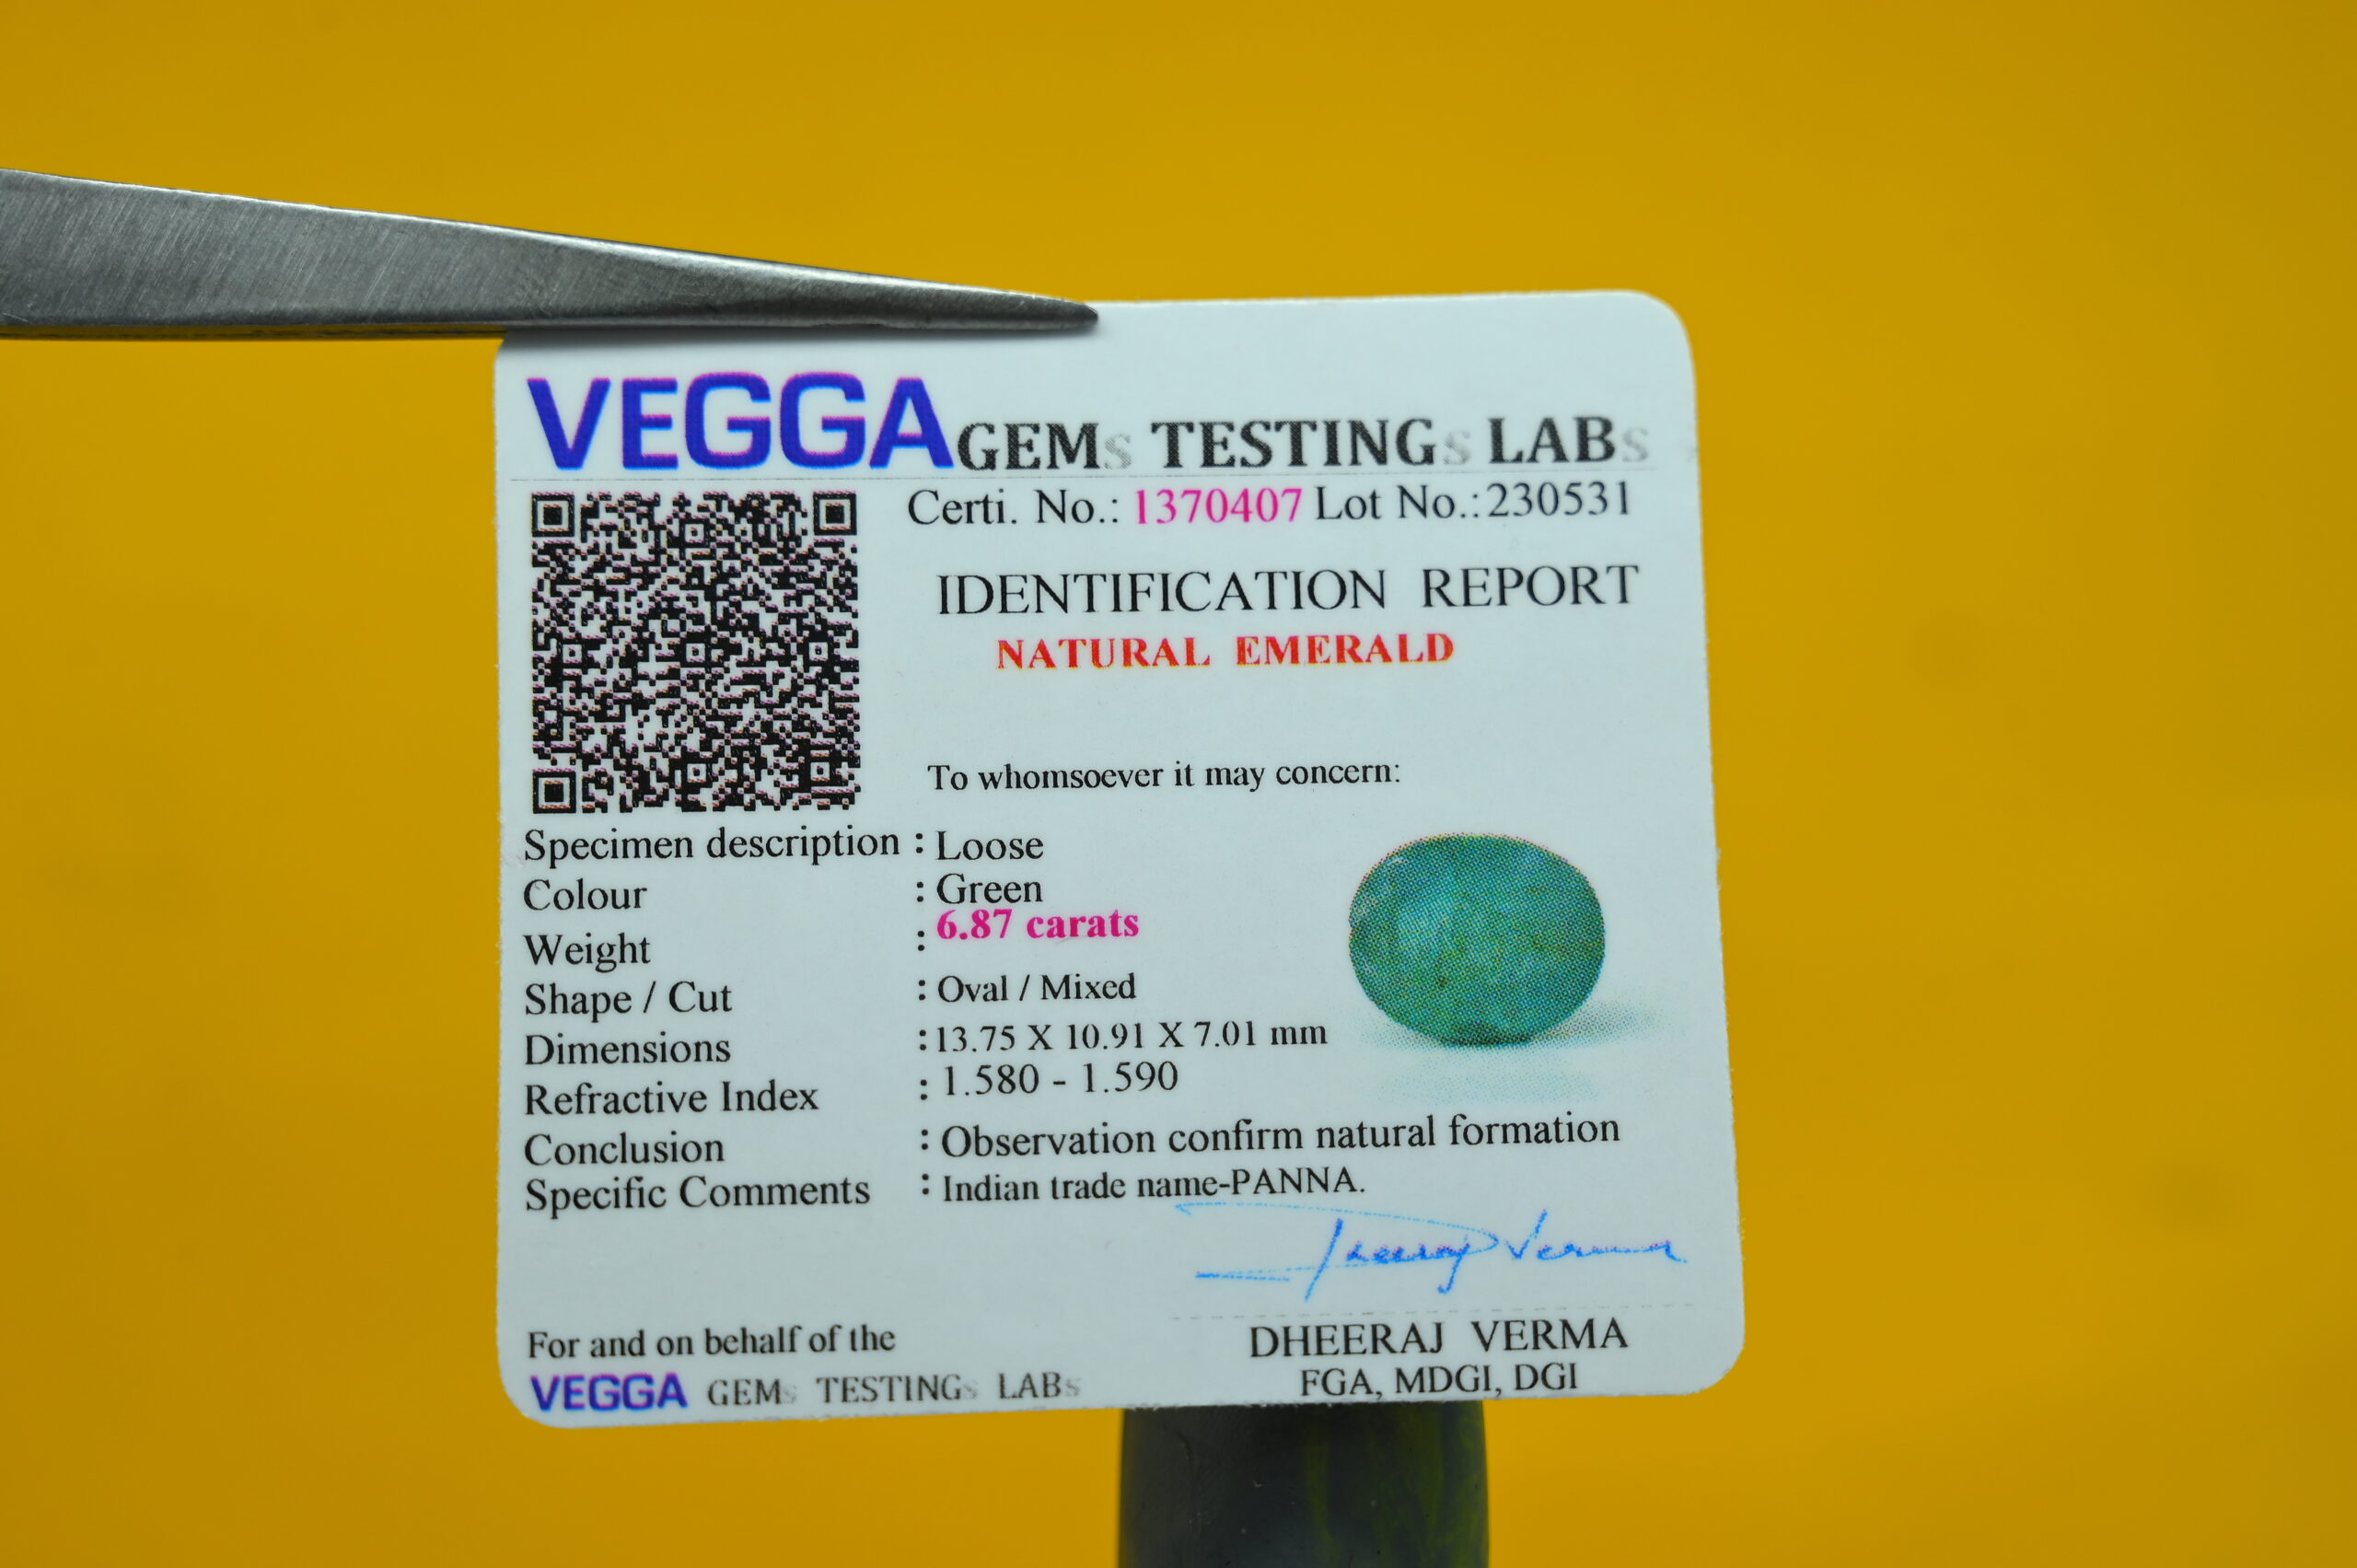 VEGGA GEMs TESTINGs LABs
Certi. No.: 1370407 Lot No.:230531
IDENTIFICATION REPORT
NATURAL EMERALD
To whomsoever it may concern:
Specimen description : Loose
Colour : Green
Weight : 6.87 carats
Shape / Cut : Oval / Mixed
Dimensions : 13.75 X 10.91 X 7.01 mm
Refractive Index : 1.580 - 1.590
Conclusion : Observation confirm natural formation
Specific Comments : Indian trade name-PANNA.
Dheeraj Verma
For and on behalf of the
VEGGA GEMs TESTINGs LABs
DHEERAJ VERMA
FGA, MDGI, DGI